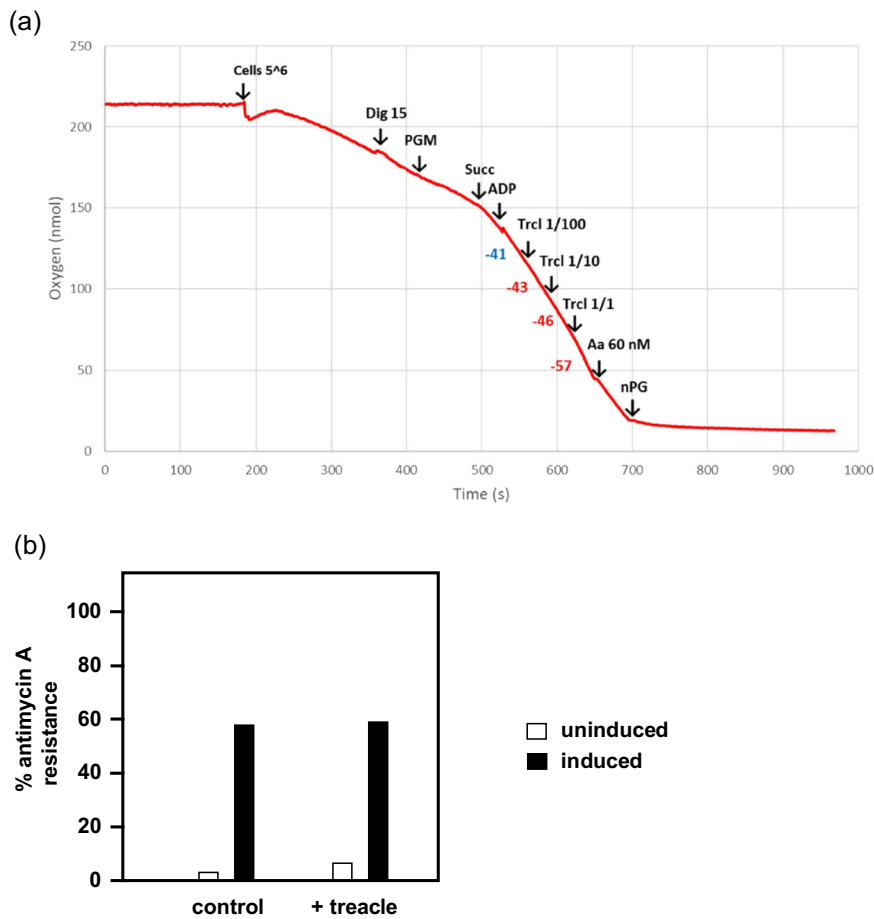 (a)
250
200
150
100
50
0
Oxygen (nmol)
Cells 5^6
Dig 15
PGM
Succ
ADP
Trcl 1/100
-41
Trcl 1/10
-43
Trcl 1/1
-46
Aa 60 nM
-57
nPG
0 100 200 300 400 500 600 700 800 900 1000
Time (s)
(b)
% antimycin A
resistance
100
80
60
40
20
0
control + treacle
uninduced
induced